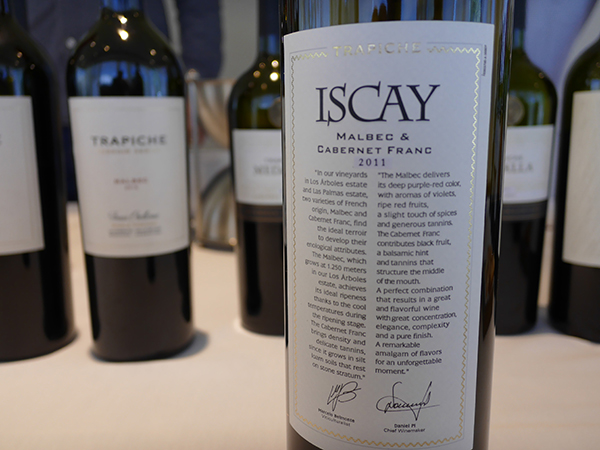 TRAPICHE
ISCAY
MALBEC &
CABERNET FRANC
2011
"In our vineyards
in Los Árboles estate
and Las Palmas estate,
two varieties of French
origin, Malbec and
Cabernet Franc, find
the ideal terroir
to develop their
enological attributes.
The Malbec, which
grows at 1.250 meters
in our Los Árboles
estate, achieves
its ideal ripeness
thanks to the cool
temperatures during
the ripening stage.
The Cabernet Franc
brings density and
delicate tannins,
since it grows in silt
loam soils that rest
on stone stratum."
Marcelo Belmonte
Viticulturist
"The Malbec delivers
its deep purple-red color,
with aromas of violets,
ripe red fruits,
a slight touch of spices
and generous tannins.
The Cabernet Franc
contributes black fruit,
a balsamic hint
and tannins that
structure the middle
of the mouth.
A perfect combination
that results in a great
and flavorful wine
with great concentration,
elegance, complexity
and a pure finish.
A remarkable
amalgam of flavors
for an unforgettable
moment."
Daniel Pi
Chief Winemaker
TRAPICHE
MALBEC